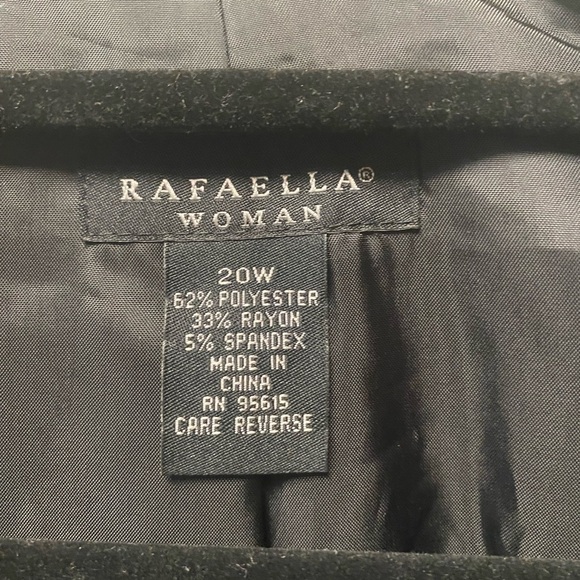 RAFAELLA®
WOMAN
20W
62% POLYESTER
33% RAYON
5% SPANDEX
MADE IN
CHINA
RN 95615
CARE REVERSE